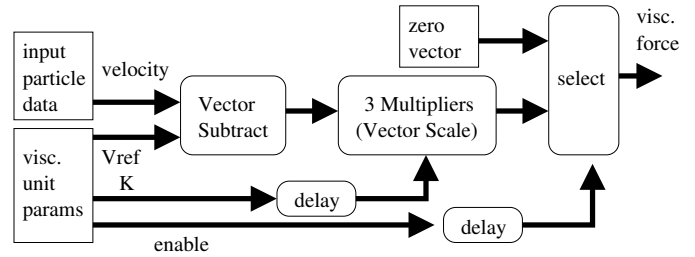 input
particle
data
velocity
Vector
Subtract
3 Multipliers
(Vector Scale)
zero
vector
select
visc.
force
visc.
unit
params
Vref
K
delay
delay
enable